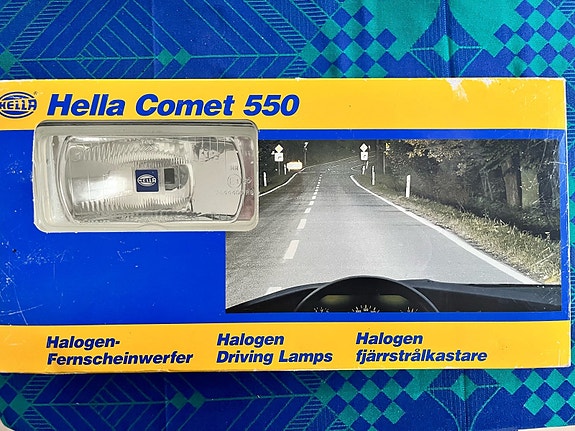 HELLA
Hella Comet 550
HELLA
Halogen-
Fernscheinwerfer
Halogen
Driving Lamps
Halogen
fjärrstrålkastare